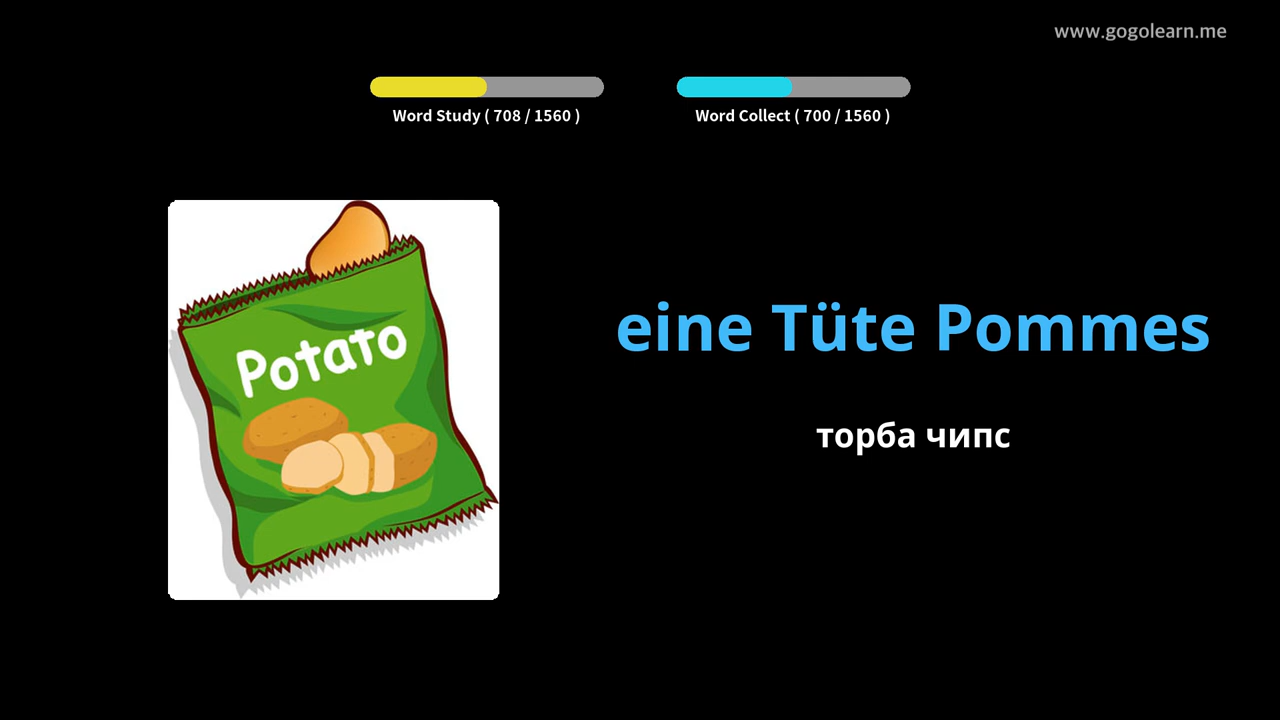 www.gogolearn.me
Word Study ( 708 / 1560 )
Word Collect ( 700 / 1560 )
Potato
eine Tüte Pommes
торба чипс